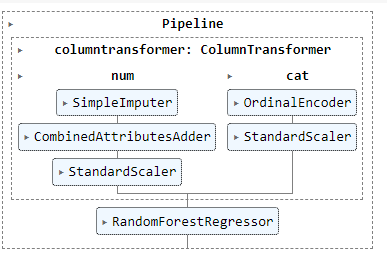 Pipeline
columntransformer: ColumnTransformer
num
cat
SimpleImputer
OrdinalEncoder
CombinedAttributesAdder
StandardScaler
StandardScaler
RandomForestRegressor